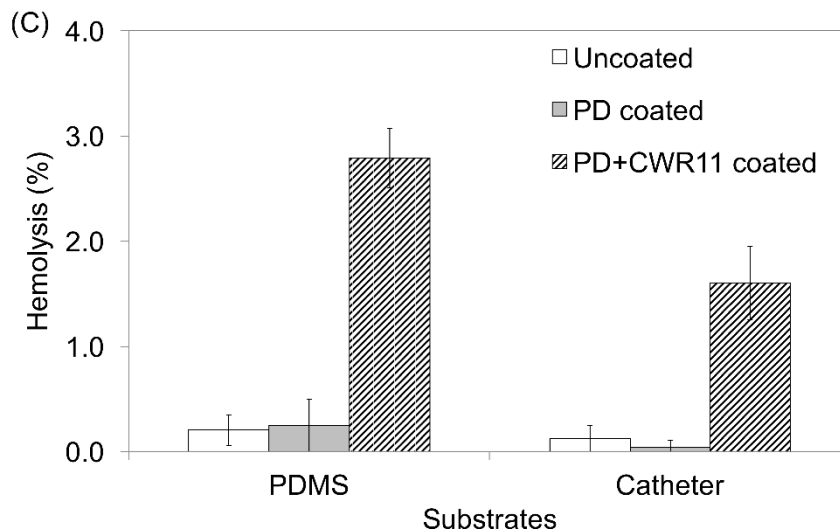 (C)
4.0
3.0
2.0
1.0
0.0
Hemolysis (%)
Uncoated
PD coated
PD+CWR11 coated
PDMS
Catheter
Substrates